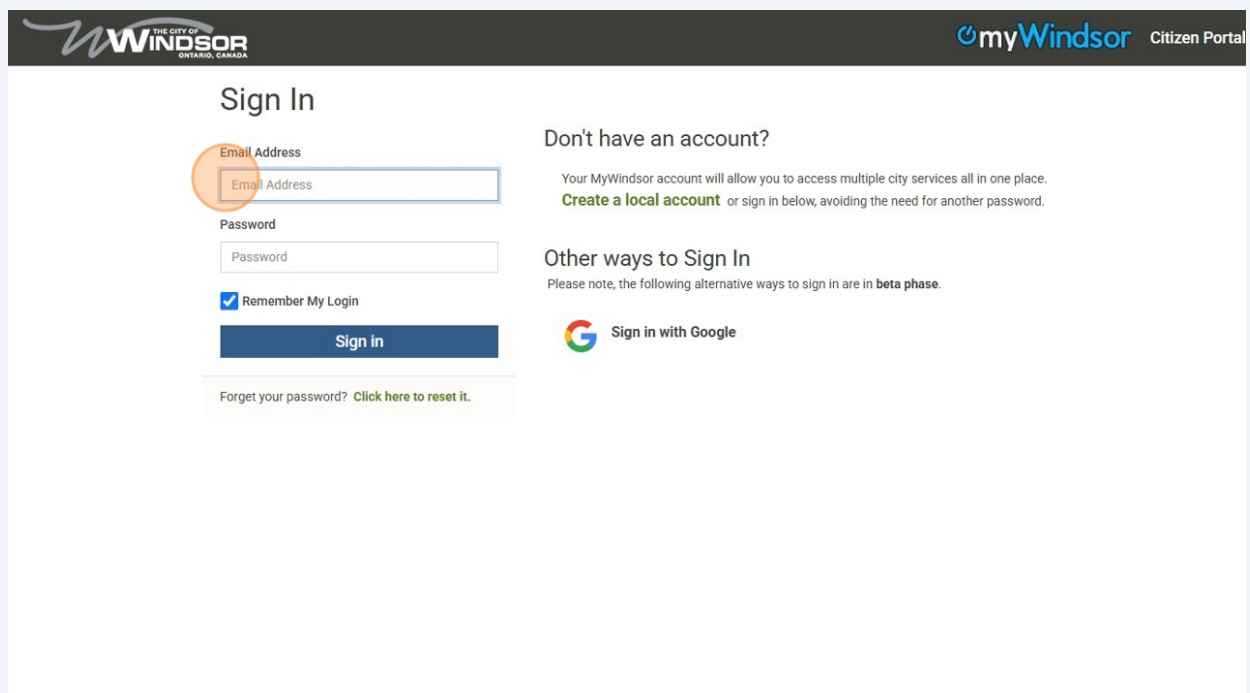 THE CITY OF
WINDSOR
ONTARIO, CANADA
myWindsor Citizen Portal
Sign In
Email Address
Email Address
Password
Password
Remember My Login
Sign in
Forget your password? Click here to reset it.
Don't have an account?
Your MyWindsor account will allow you to access multiple city services all in one place.
Create a local account or sign in below, avoiding the need for another password.
Other ways to Sign In
Please note, the following alternative ways to sign in are in beta phase.
Sign in with Google